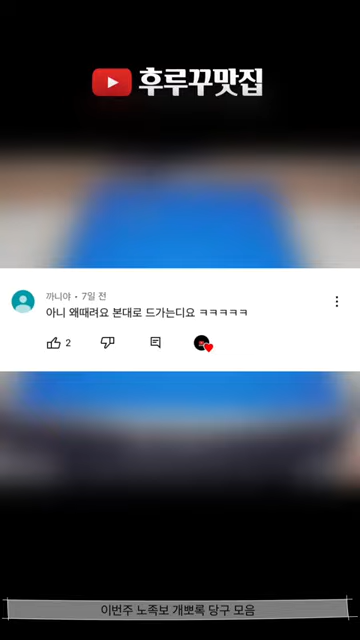 후루꾸맛집
까니야 • 7일 전
아니 왜때려요 본대로 드가는디요 ㅋㅋㅋㅋㅋ
2
이번주 노족보 개뽀록 당구 모음